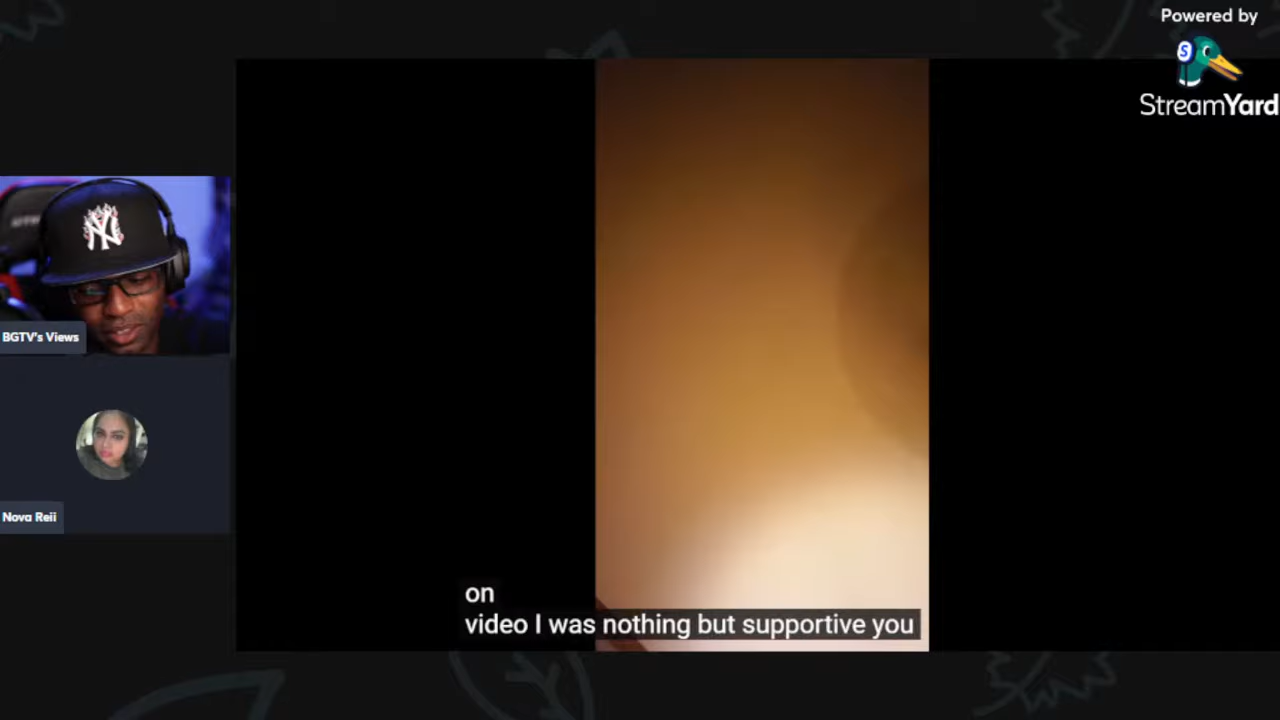 Powered by
S
StreamYard
NY
BGTV's Views
Nova Reii
on
video I was nothing but supportive you